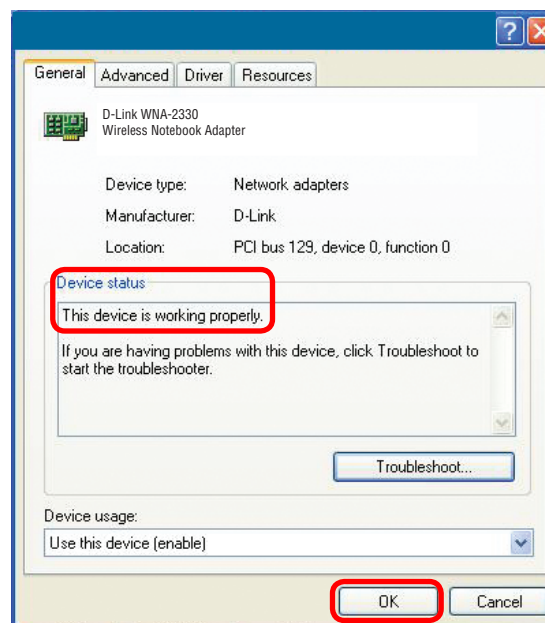 General Advanced Driver Resources
D-Link WNA-2330
Wireless Notebook Adapter
Device type: Network adapters
Manufacturer: D-Link
Location: PCI bus 129, device 0, function 0
Device status
This device is working properly.
If you are having problems with this device, click Troubleshoot to
start the troubleshooter.
Troubleshoot...
Device usage:
Use this device (enable)
OK Cancel